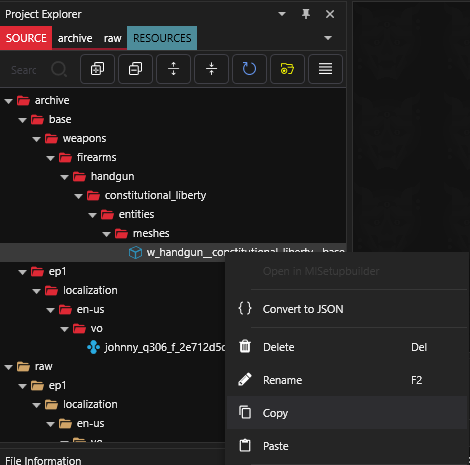 Project Explorer
SOURCE archive raw RESOURCES
Searc
archive
base
weapons
firearms
handgun
constitutional_liberty
entities
meshes
w_handgun__constitutional_liberty__base
Open in MlSetupbuilder
ep1
localization
Convert to JSON
en-us
vo
Delete Del
johnny_q306_f_2e712d5c
raw
Rename F2
ep1
localization
Copy
en-us
vo
Paste
File Information